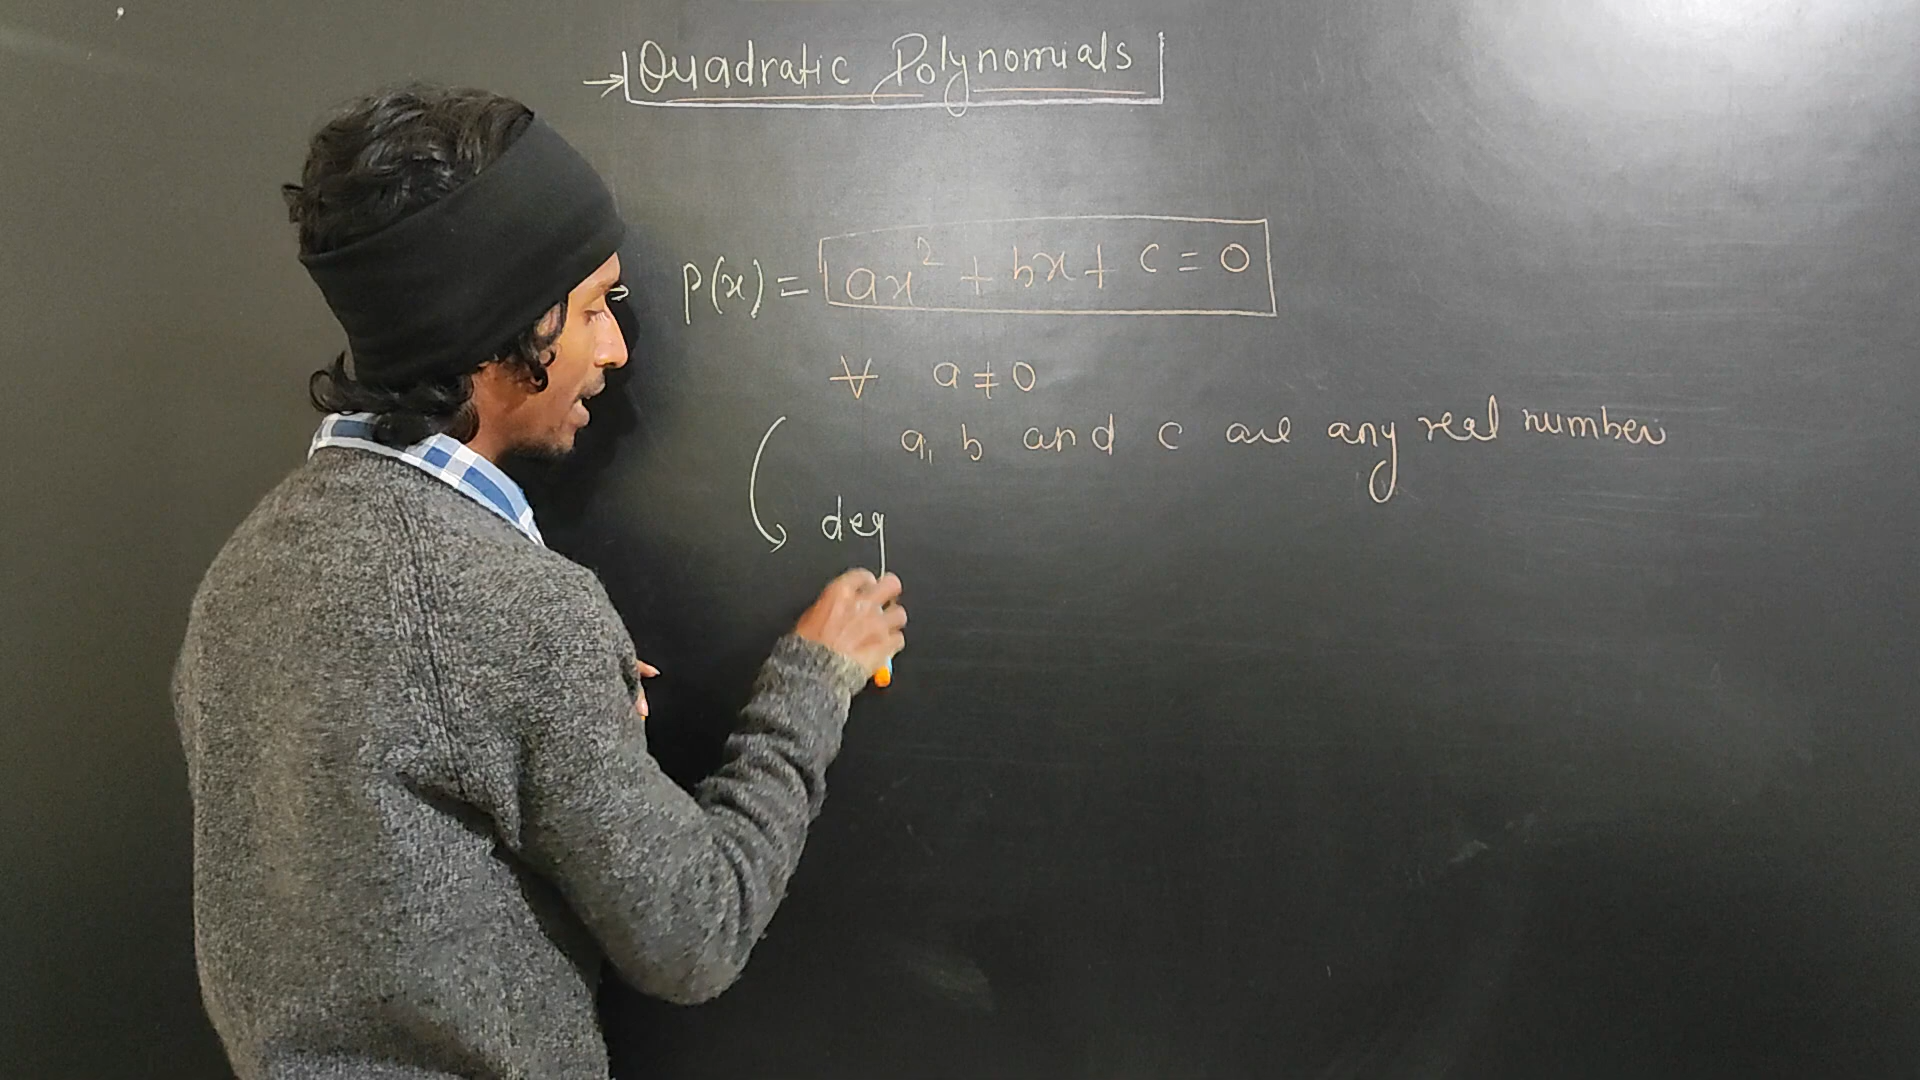 → Quadratic Polynomials
P(x) = ax² + bx + c = 0
∀ a ≠ 0
a, b and c are any real number
deg